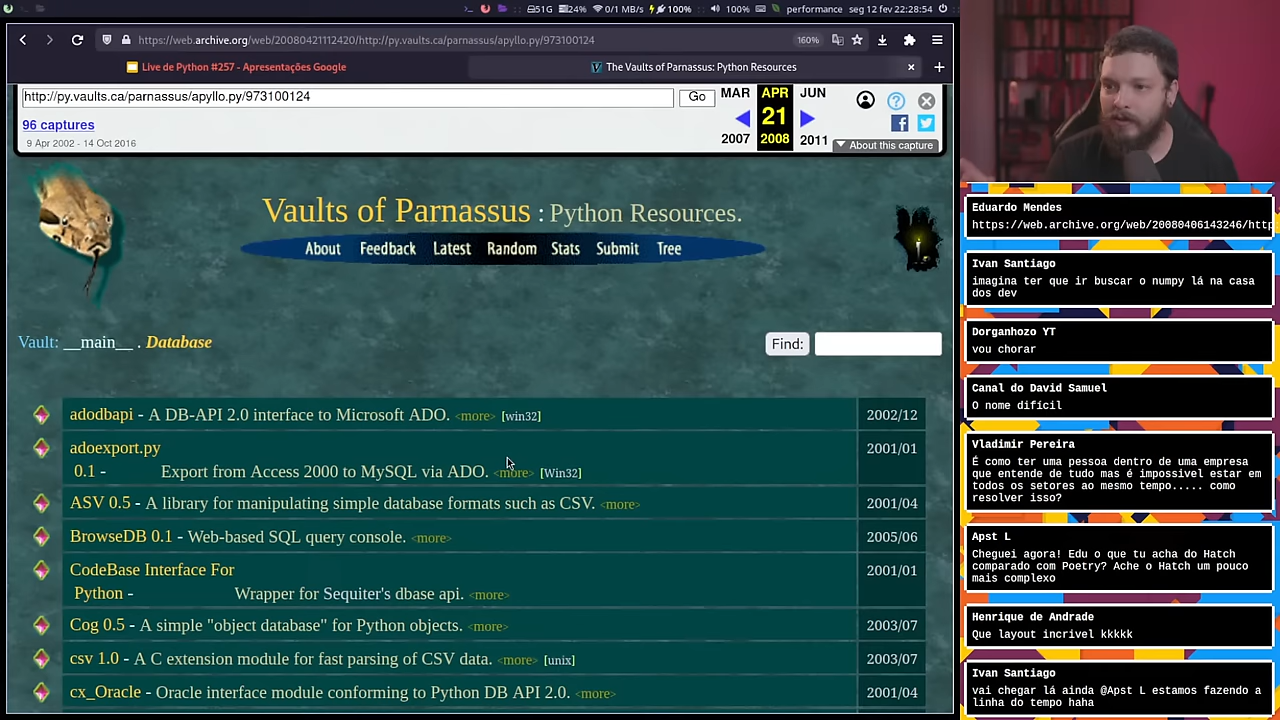 51G 24% 0/1 MB/s 100% 100% performance seg 12 fev 22:28:54
https://web.archive.org/web/20080421112420/http://py.vaults.ca/parnassus/apyllo.py/973100124 160%
Live de Python #257 - Apresentações Google The Vaults of Parnassus: Python Resources
http://py.vaults.ca/parnassus/apyllo.py/973100124 Go
MAR APR JUN
21
2007 2008 2011
96 captures
9 Apr 2002 - 14 Oct 2016
About this capture
Vaults of Parnassus : Python Resources.
About Feedback Latest Random Stats Submit Tree
Vault: __main__ . Database
Find:
adodbapi - A DB-API 2.0 interface to Microsoft ADO. <more> [win32] 2002/12
adoexport.py 2001/01
0.1 - Export from Access 2000 to MySQL via ADO. <more> [Win32]
ASV 0.5 - A library for manipulating simple database formats such as CSV. <more> 2001/04
BrowseDB 0.1 - Web-based SQL query console. <more> 2005/06
CodeBase Interface For 2001/01
Python - Wrapper for Sequiter's dbase api. <more>
Cog 0.5 - A simple "object database" for Python objects. <more> 2003/07
csv 1.0 - A C extension module for fast parsing of CSV data. <more> [unix] 2003/07
cx_Oracle - Oracle interface module conforming to Python DB API 2.0. <more> 2001/04
Eduardo Mendes
https://web.archive.org/web/20080406143246/http
Ivan Santiago
imagina ter que ir buscar o numpy lá na casa
dos dev
Dorganhozo YT
vou chorar
Canal do David Samuel
O nome difícil
Vladimir Pereira
É como ter uma pessoa dentro de uma empresa
que entende de tudo mas é impossivel estar em
todos os setores ao mesmo tempo..... como
resolver isso?
Apst L
Cheguei agora! Edu o que tu acha do Hatch
comparado com Poetry? Ache o Hatch um pouco
mais complexo
Henrique de Andrade
Que layout incrivel kkkkk
Ivan Santiago
vai chegar lá ainda @Apst L estamos fazendo a
linha do tempo haha